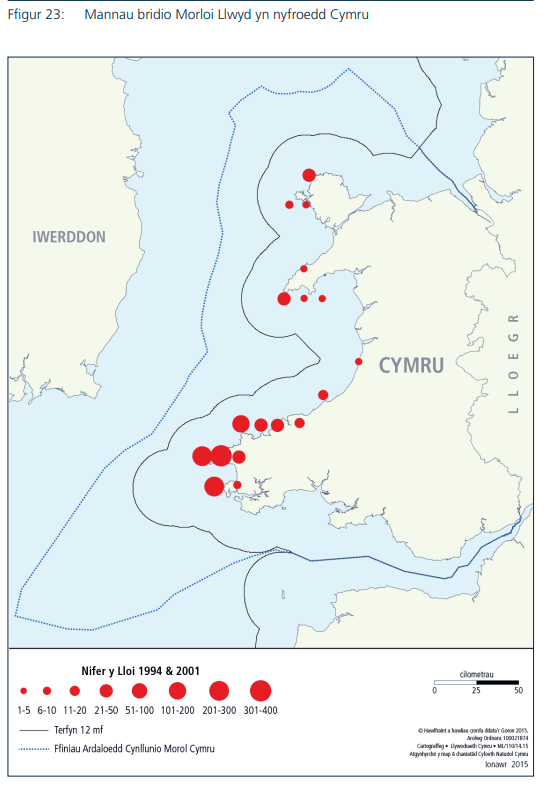 Ffigur 23: Mannau bridio Morloi Llwyd yn nyfroedd Cymru
IWERDDON
CYMRU
LLOEGR
Nifer y Lloi 1994 & 2001
1-5 6-10 11-20 21-50 51-100 101-200 201-300 301-400
Terfyn 12 mf
Ffiniau Ardaloedd Cynllunio Morol Cymru
cilometrau
0 25 50
© Hawlfraint a hawliau cronfa ddata'r Goron 2015.
Arolwg Ordnans 100021874
Cartograffeg • Llywodraeth Cymru • ML/110/14.15
Atgynhyrchir y map â chaniatâd Cyfoeth Naturiol Cymru
Ionawr 2015